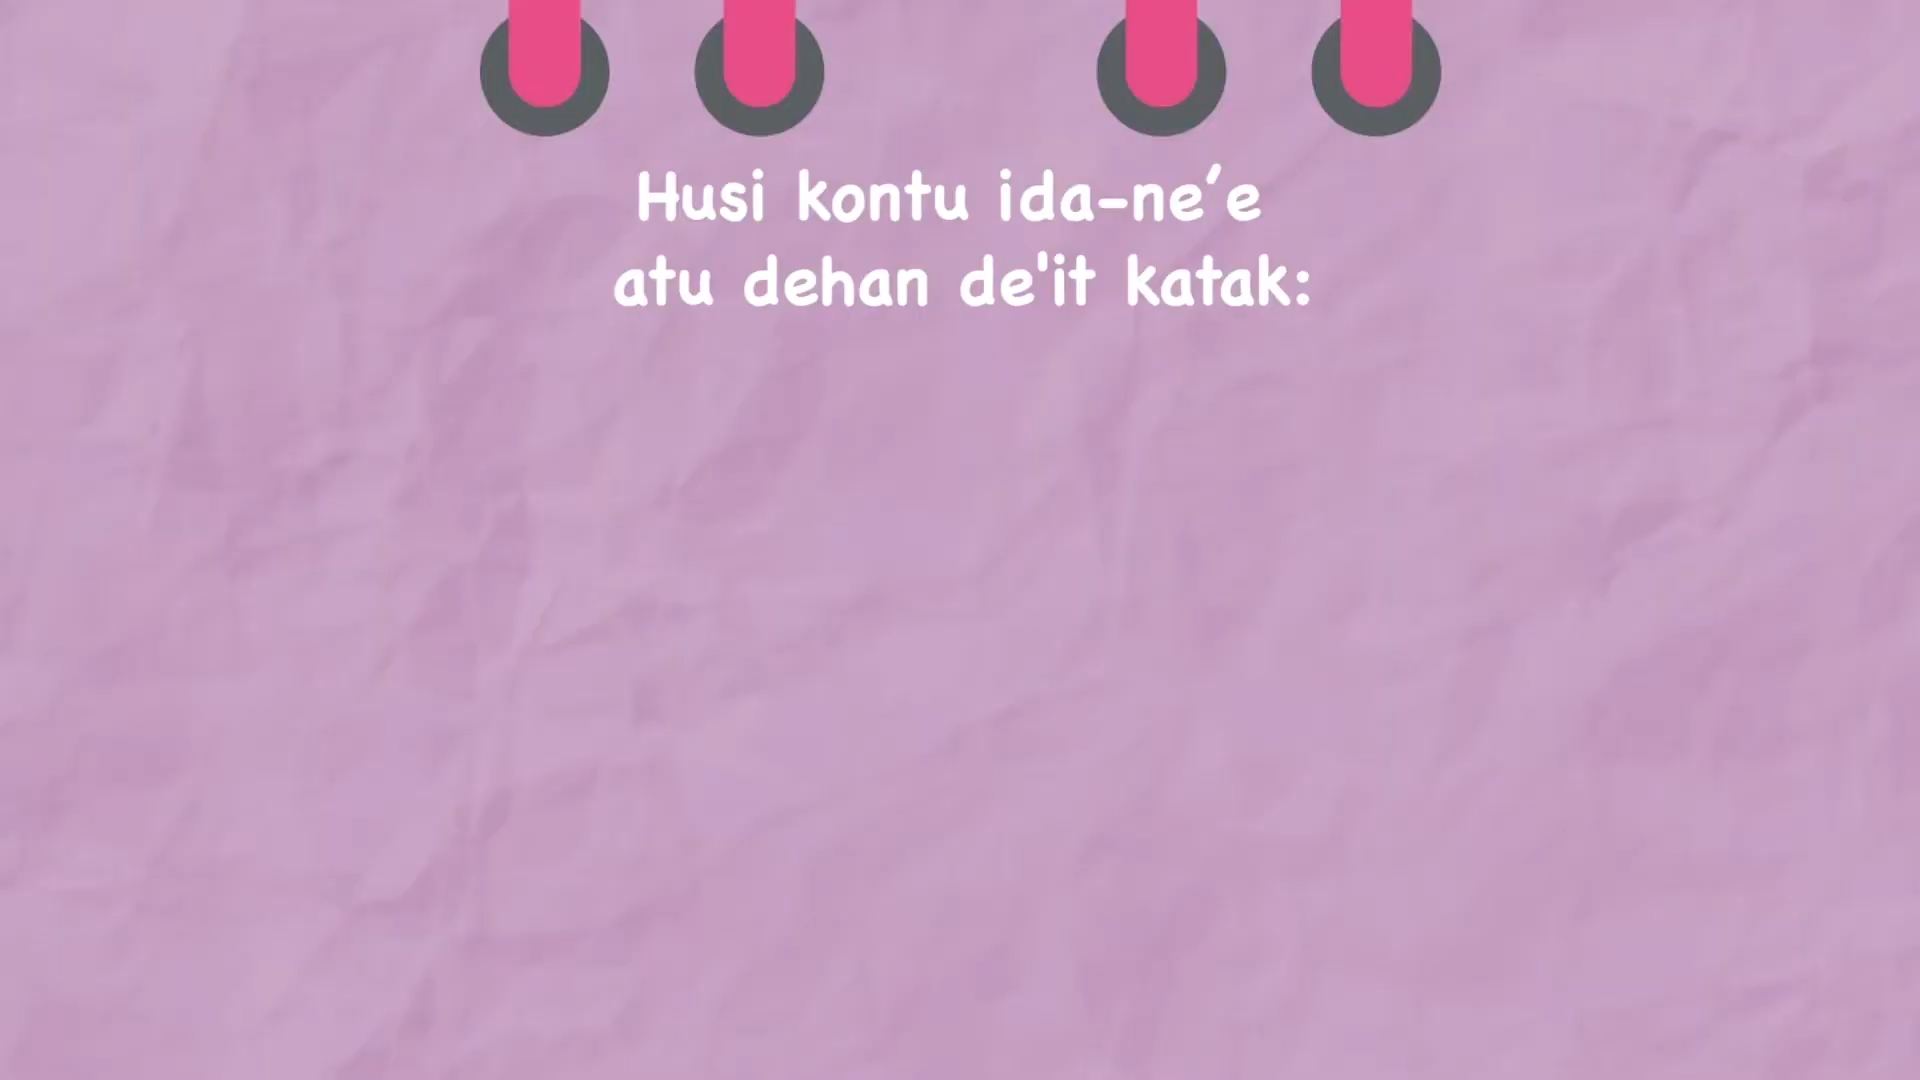 Husi kontu ida-ne’e
atu dehan de'it katak: